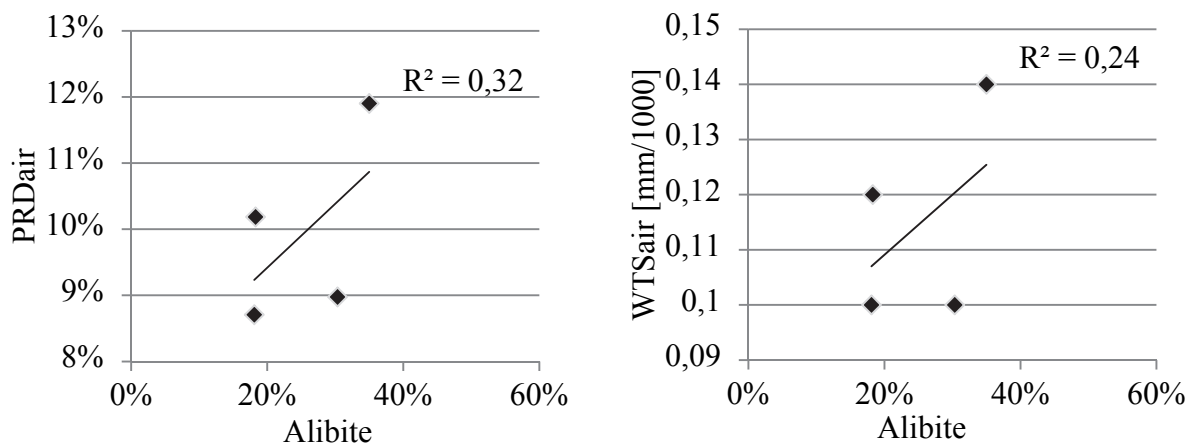 13%
12%
11%
10%
9%
8%
PRDair
R² = 0,32
0% 20% 40% 60%
Alibite
0,15
0,14
0,13
0,12
0,11
0,1
0,09
WTSair [mm/1000]
R² = 0,24
0% 20% 40% 60%
Alibite